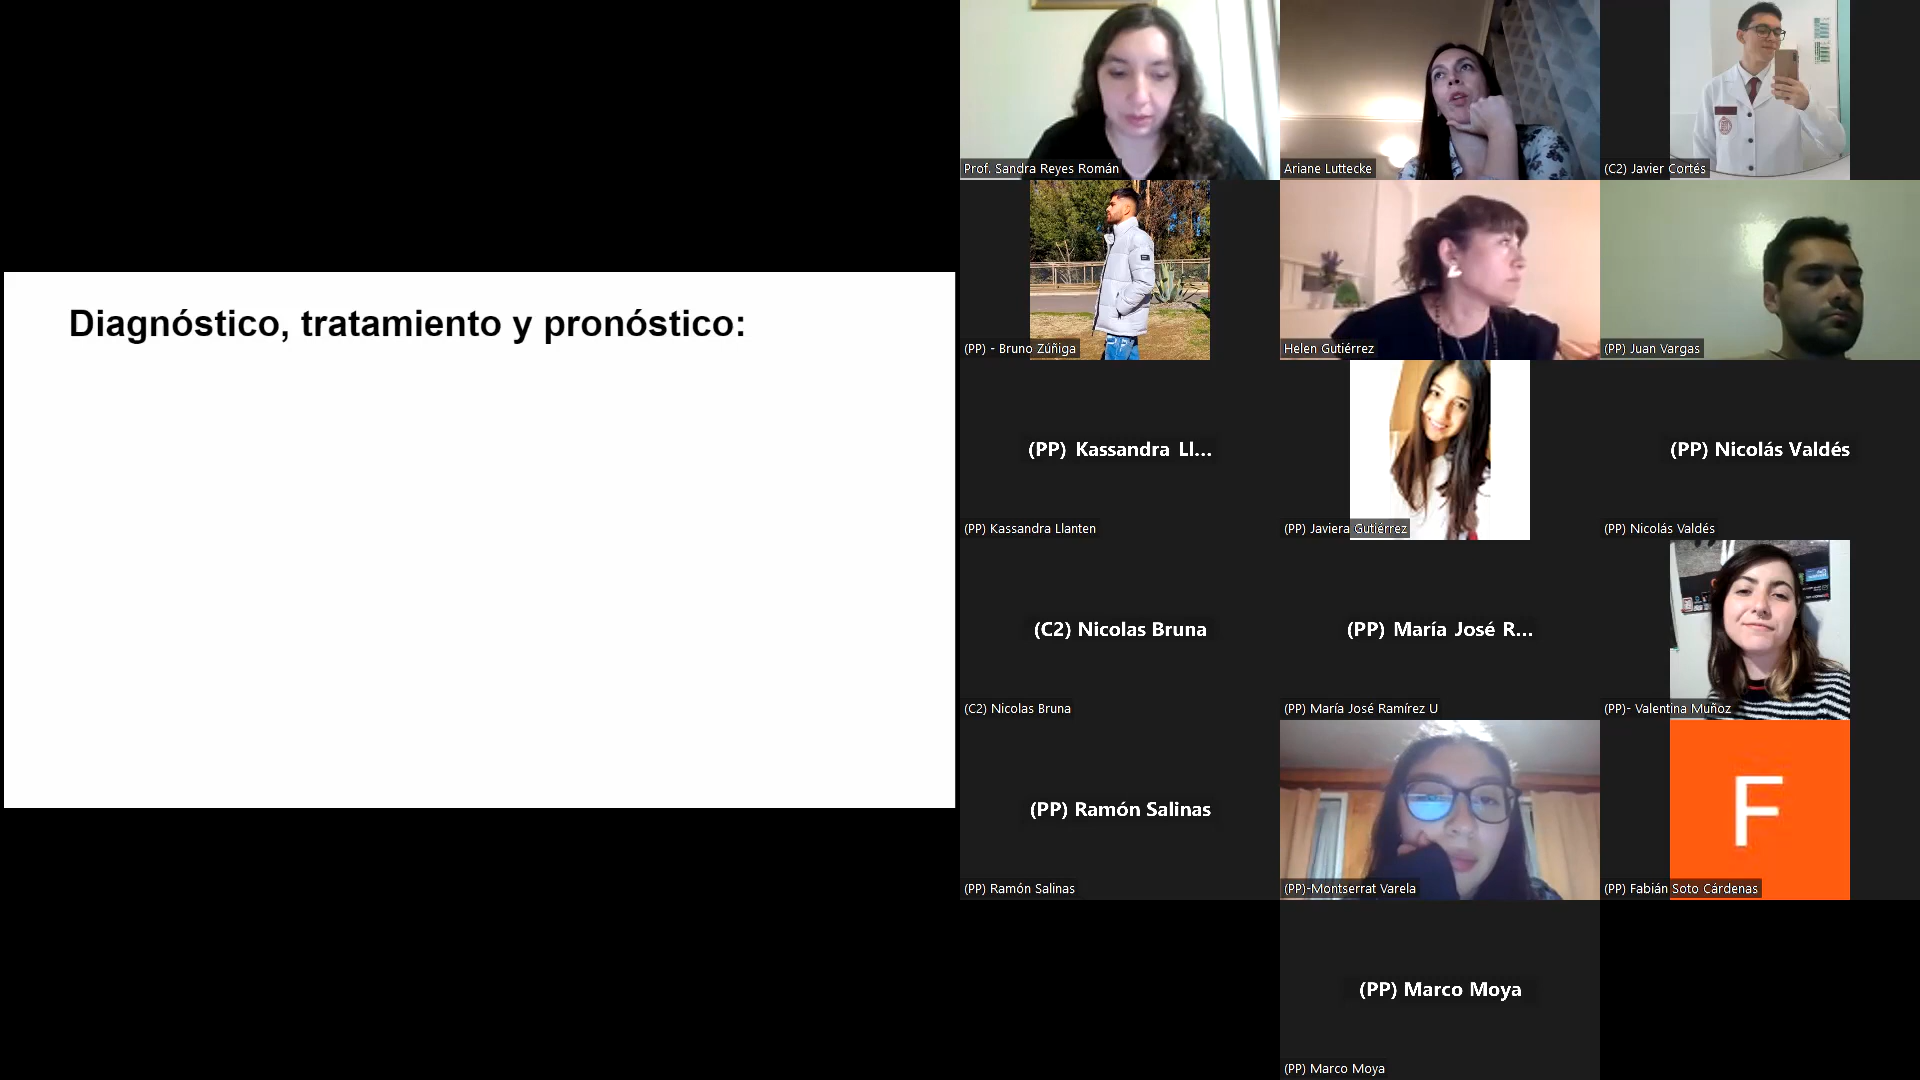 Diagnóstico, tratamiento y pronóstico:
Prof. Sandra Reyes Román
Ariane Luttecke
(C2) Javier Cortés
(PP) - Bruno Zúñiga
Helen Gutiérrez
(PP) Juan Vargas
(PP) Kassandra Ll...
(PP) Kassandra Llanten
(PP) Javiera Gutiérrez
(PP) Nicolás Valdés
(PP) Nicolás Valdés
(C2) Nicolas Bruna
(C2) Nicolas Bruna
(PP) María José R...
(PP) María José Ramírez U
(PP)- Valentina Muñoz
(PP) Ramón Salinas
(PP) Ramón Salinas
(PP)-Montserrat Varela
F
(PP) Fabián Soto Cárdenas
(PP) Marco Moya
(PP) Marco Moya